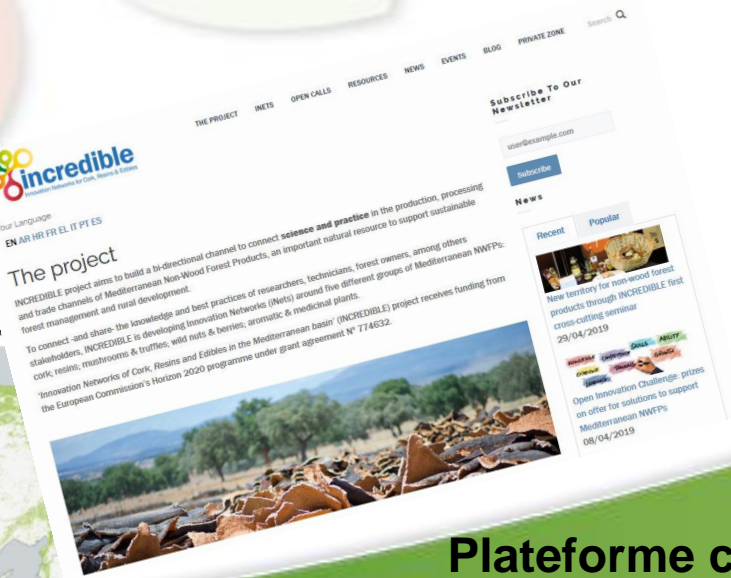 THE PROJECT INETS OPEN CALLS RESOURCES NEWS EVENTS BLOG PRIVATE ZONE Search
incredible
Innovation Networks for Cork, Resins & Edibles
our Language
EN AR HR FR EL IT PT ES
The project
INCREDIBLE project aims to build a bi-directional channel to connect science and practice in the production, processing
and trade channels of Mediterranean Non-Wood Forest Products, an important natural resource to support sustainable
forest management and rural development.
To connect -and share- the knowledge and best practices of researchers, technicians, forest owners, among others
stakeholders, INCREDIBLE is developing Innovation Networks (iNets) around five different groups of Mediterranean NWFPs:
cork; resins; mushrooms & truffles; wild nuts & berries; aromatic & medicinal plants.
'Innovation Networks of Cork, Resins and Edibles in the Mediterranean basin' (INCREDIBLE) project receives funding from
the European Commission's Horizon 2020 programme under grant agreement Nº 774632.
Subscribe To Our
Newsletter
user@example.com
Subscribe
News
Recent Popular
New territory for non-wood forest
products through INCREDIBLE first
cross-cutting seminar
29/04/2019
SKILLS ABILITY
GROWTH
Open Innovation Challenge: prizes
on offer for solutions to support
Mediterranean NWFPs
08/04/2019
Plateforme c